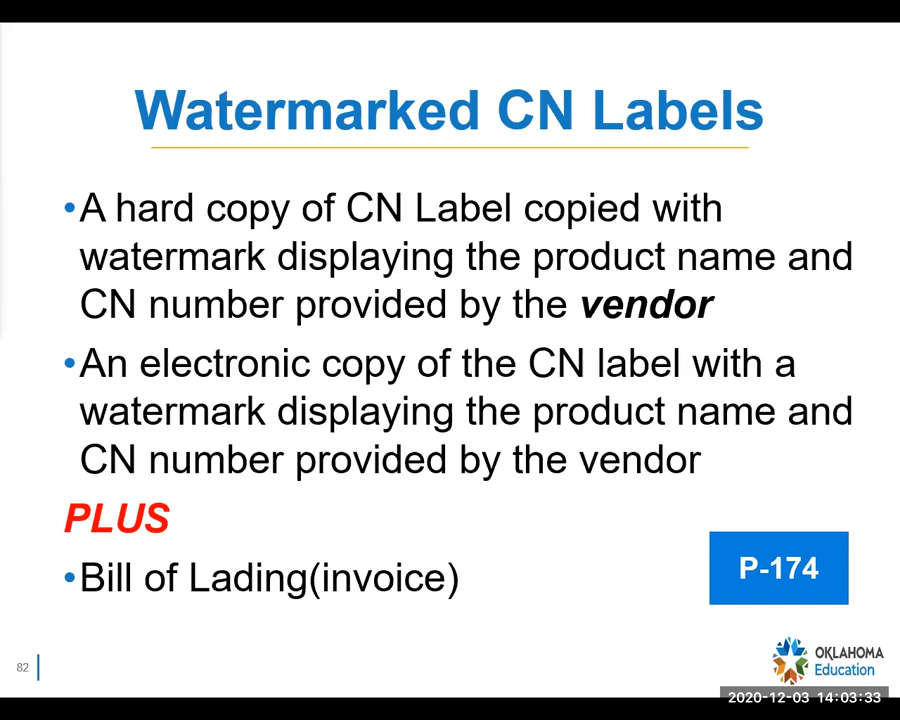 Watermarked CN Labels
•A hard copy of CN Label copied with
watermark displaying the product name and
CN number provided by the vendor
•An electronic copy of the CN label with a
watermark displaying the product name and
CN number provided by the vendor
PLUS
•Bill of Lading(invoice)
P-174
82
OKLAHOMA
Education
2020-12-03 14:03:33